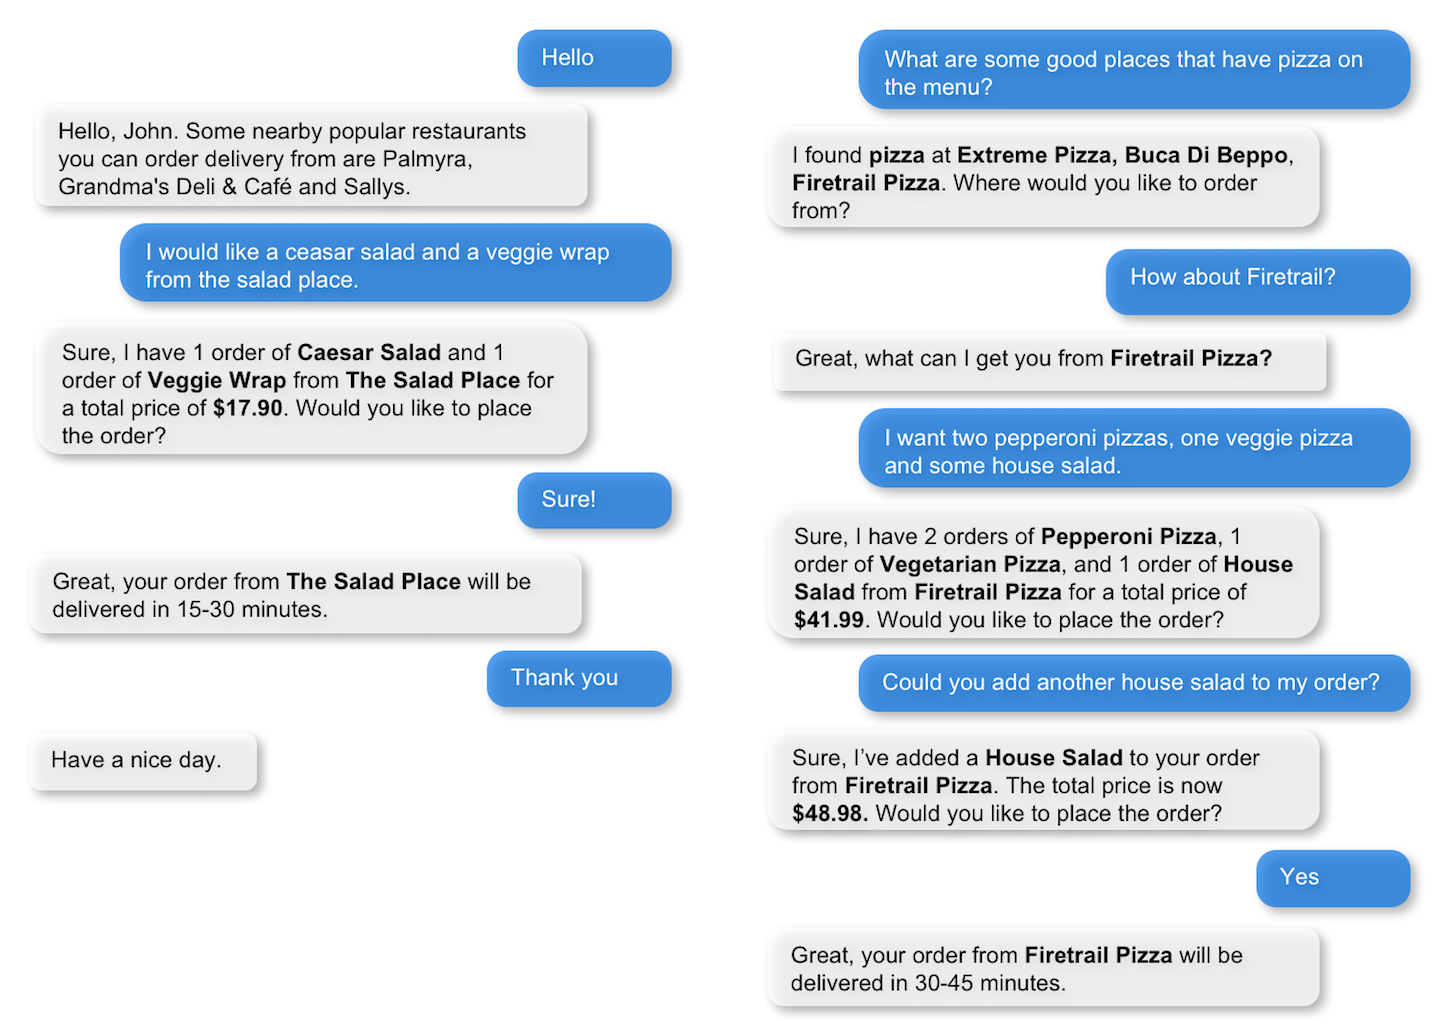 Hello
Hello, John. Some nearby popular restaurants
you can order delivery from are Palmyra,
Grandma's Deli & Café and Sallys.
I would like a ceasar salad and a veggie wrap
from the salad place.
Sure, I have 1 order of Caesar Salad and 1
order of Veggie Wrap from The Salad Place for
a total price of $17.90. Would you like to place
the order?
Sure!
Great, your order from The Salad Place will be
delivered in 15-30 minutes.
Thank you
Have a nice day.
What are some good places that have pizza on
the menu?
I found pizza at Extreme Pizza, Buca Di Beppo,
Firetrail Pizza. Where would you like to order
from?
How about Firetrail?
Great, what can I get you from Firetrail Pizza?
I want two pepperoni pizzas, one veggie pizza
and some house salad.
Sure, I have 2 orders of Pepperoni Pizza, 1
order of Vegetarian Pizza, and 1 order of House
Salad from Firetrail Pizza for a total price of
$41.99. Would you like to place the order?
Could you add another house salad to my order?
Sure, I’ve added a House Salad to your order
from Firetrail Pizza. The total price is now
$48.98. Would you like to place the order?
Yes
Great, your order from Firetrail Pizza will be
delivered in 30-45 minutes.